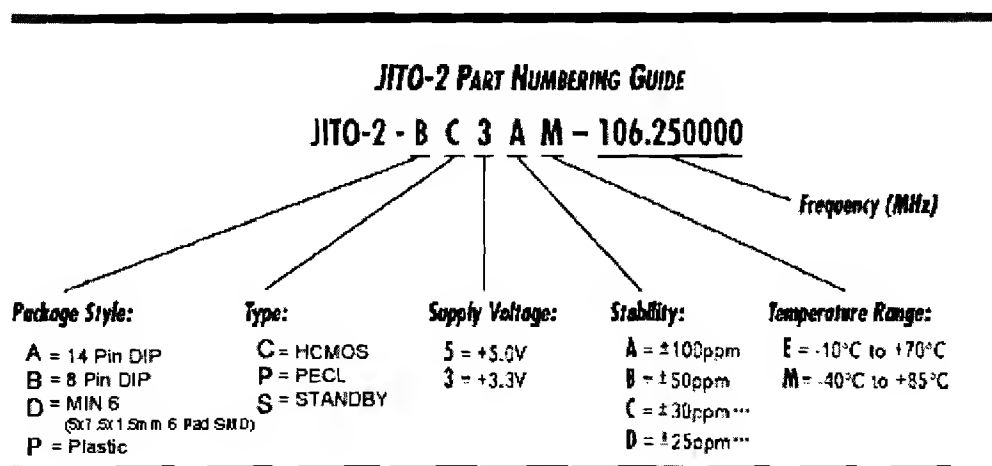 JITO-2 PART NUMBERING GUIDE
JITO-2 - B C 3 A M – 106.250000
Frequency (MHz)
Package Style:
A = 14 Pin DIP
B = 8 Pin DIP
D = MIN 6
(5x7.5x1.5mm 6 Pad SMD)
P = Plastic
Type:
C = HCMOS
P = PECL
S = STANDBY
Supply Voltage:
5 = +5.0V
3 = +3.3V
Stability:
A = ±100ppm
B = ±50ppm
C = ±30ppm***
D = ±25ppm***
Temperature Range:
E = -10°C to +70°C
M = -40°C to +85°C